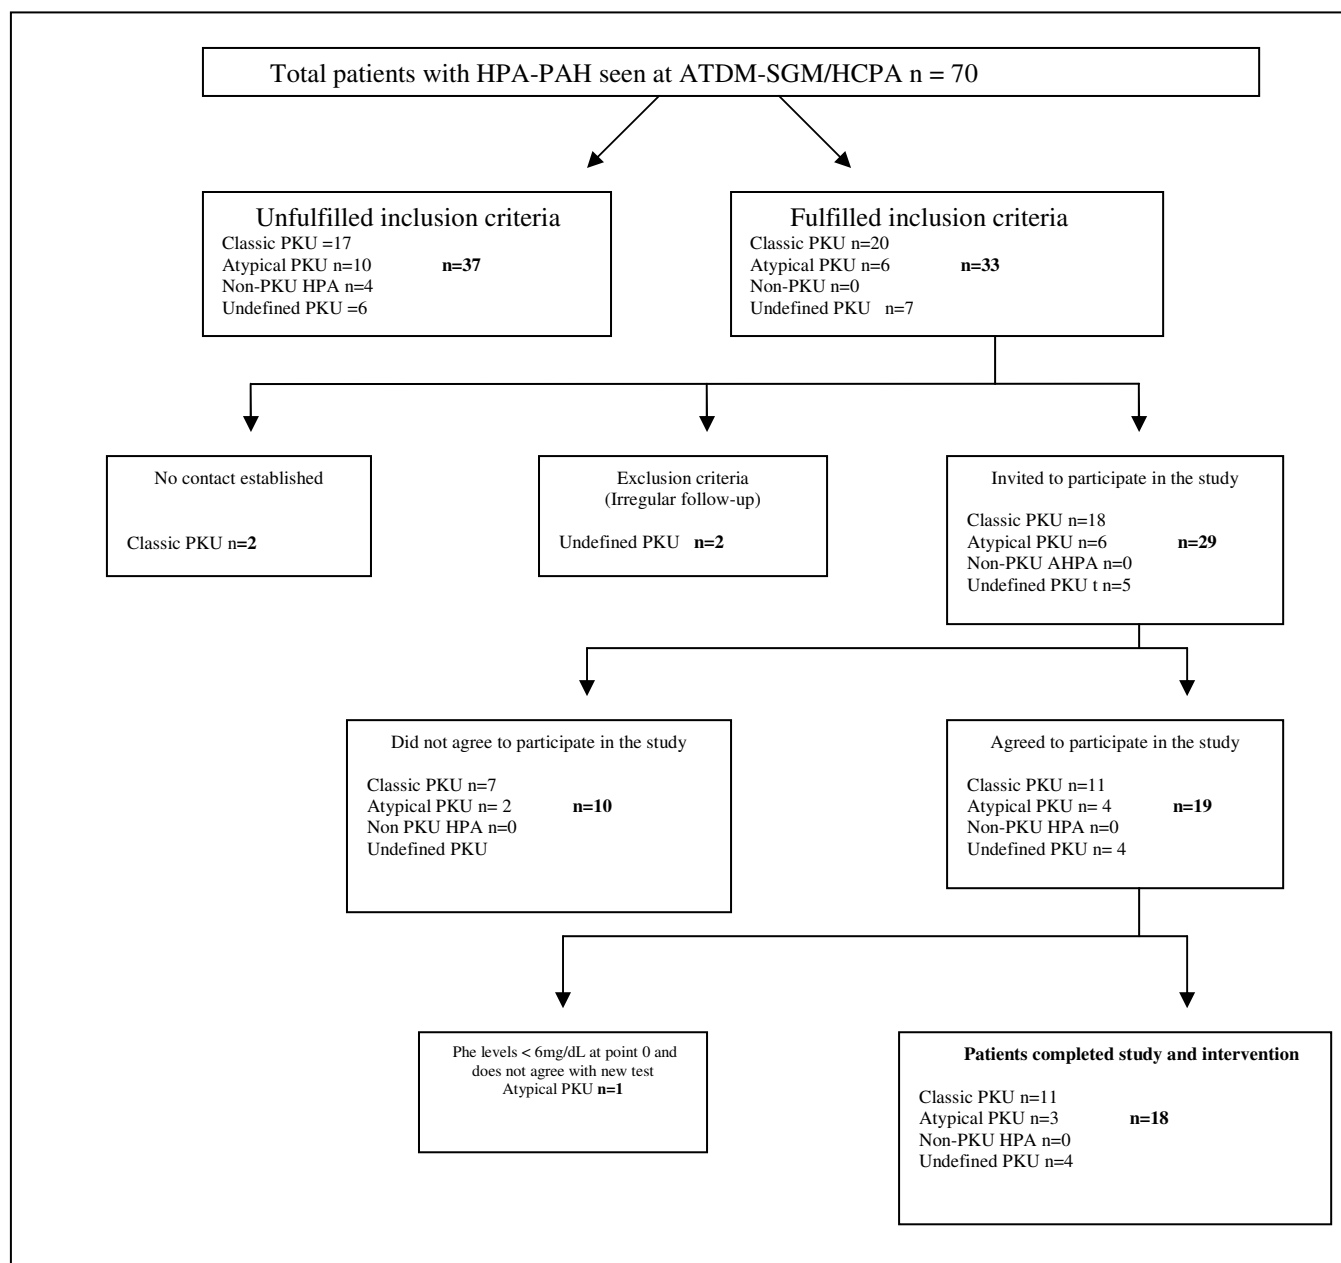 Total patients with HPA-PAH seen at ATDM-SGM/HCPA n = 70
Unfulfilled inclusion criteria
Classic PKU =17
Atypical PKU n=10 n=37
Non-PKU HPA n=4
Undefined PKU =6
Fulfilled inclusion criteria
Classic PKU n=20
Atypical PKU n=6 n=33
Non-PKU n=0
Undefined PKU n=7
No contact established
Classic PKU n=2
Exclusion criteria
(Irregular follow-up)
Undefined PKU n=2
Invited to participate in the study
Classic PKU n=18
Atypical PKU n=6 n=29
Non-PKU AHPA n=0
Undefined PKU t n=5
Did not agree to participate in the study
Classic PKU n=7
Atypical PKU n= 2 n=10
Non PKU HPA n=0
Undefined PKU
Agreed to participate in the study
Classic PKU n=11
Atypical PKU n= 4 n=19
Non-PKU HPA n=0
Undefined PKU n= 4
Phe levels < 6mg/dL at point 0 and
does not agree with new test
Atypical PKU n=1
Patients completed study and intervention
Classic PKU n=11
Atypical PKU n=3 n=18
Non-PKU HPA n=0
Undefined PKU n=4